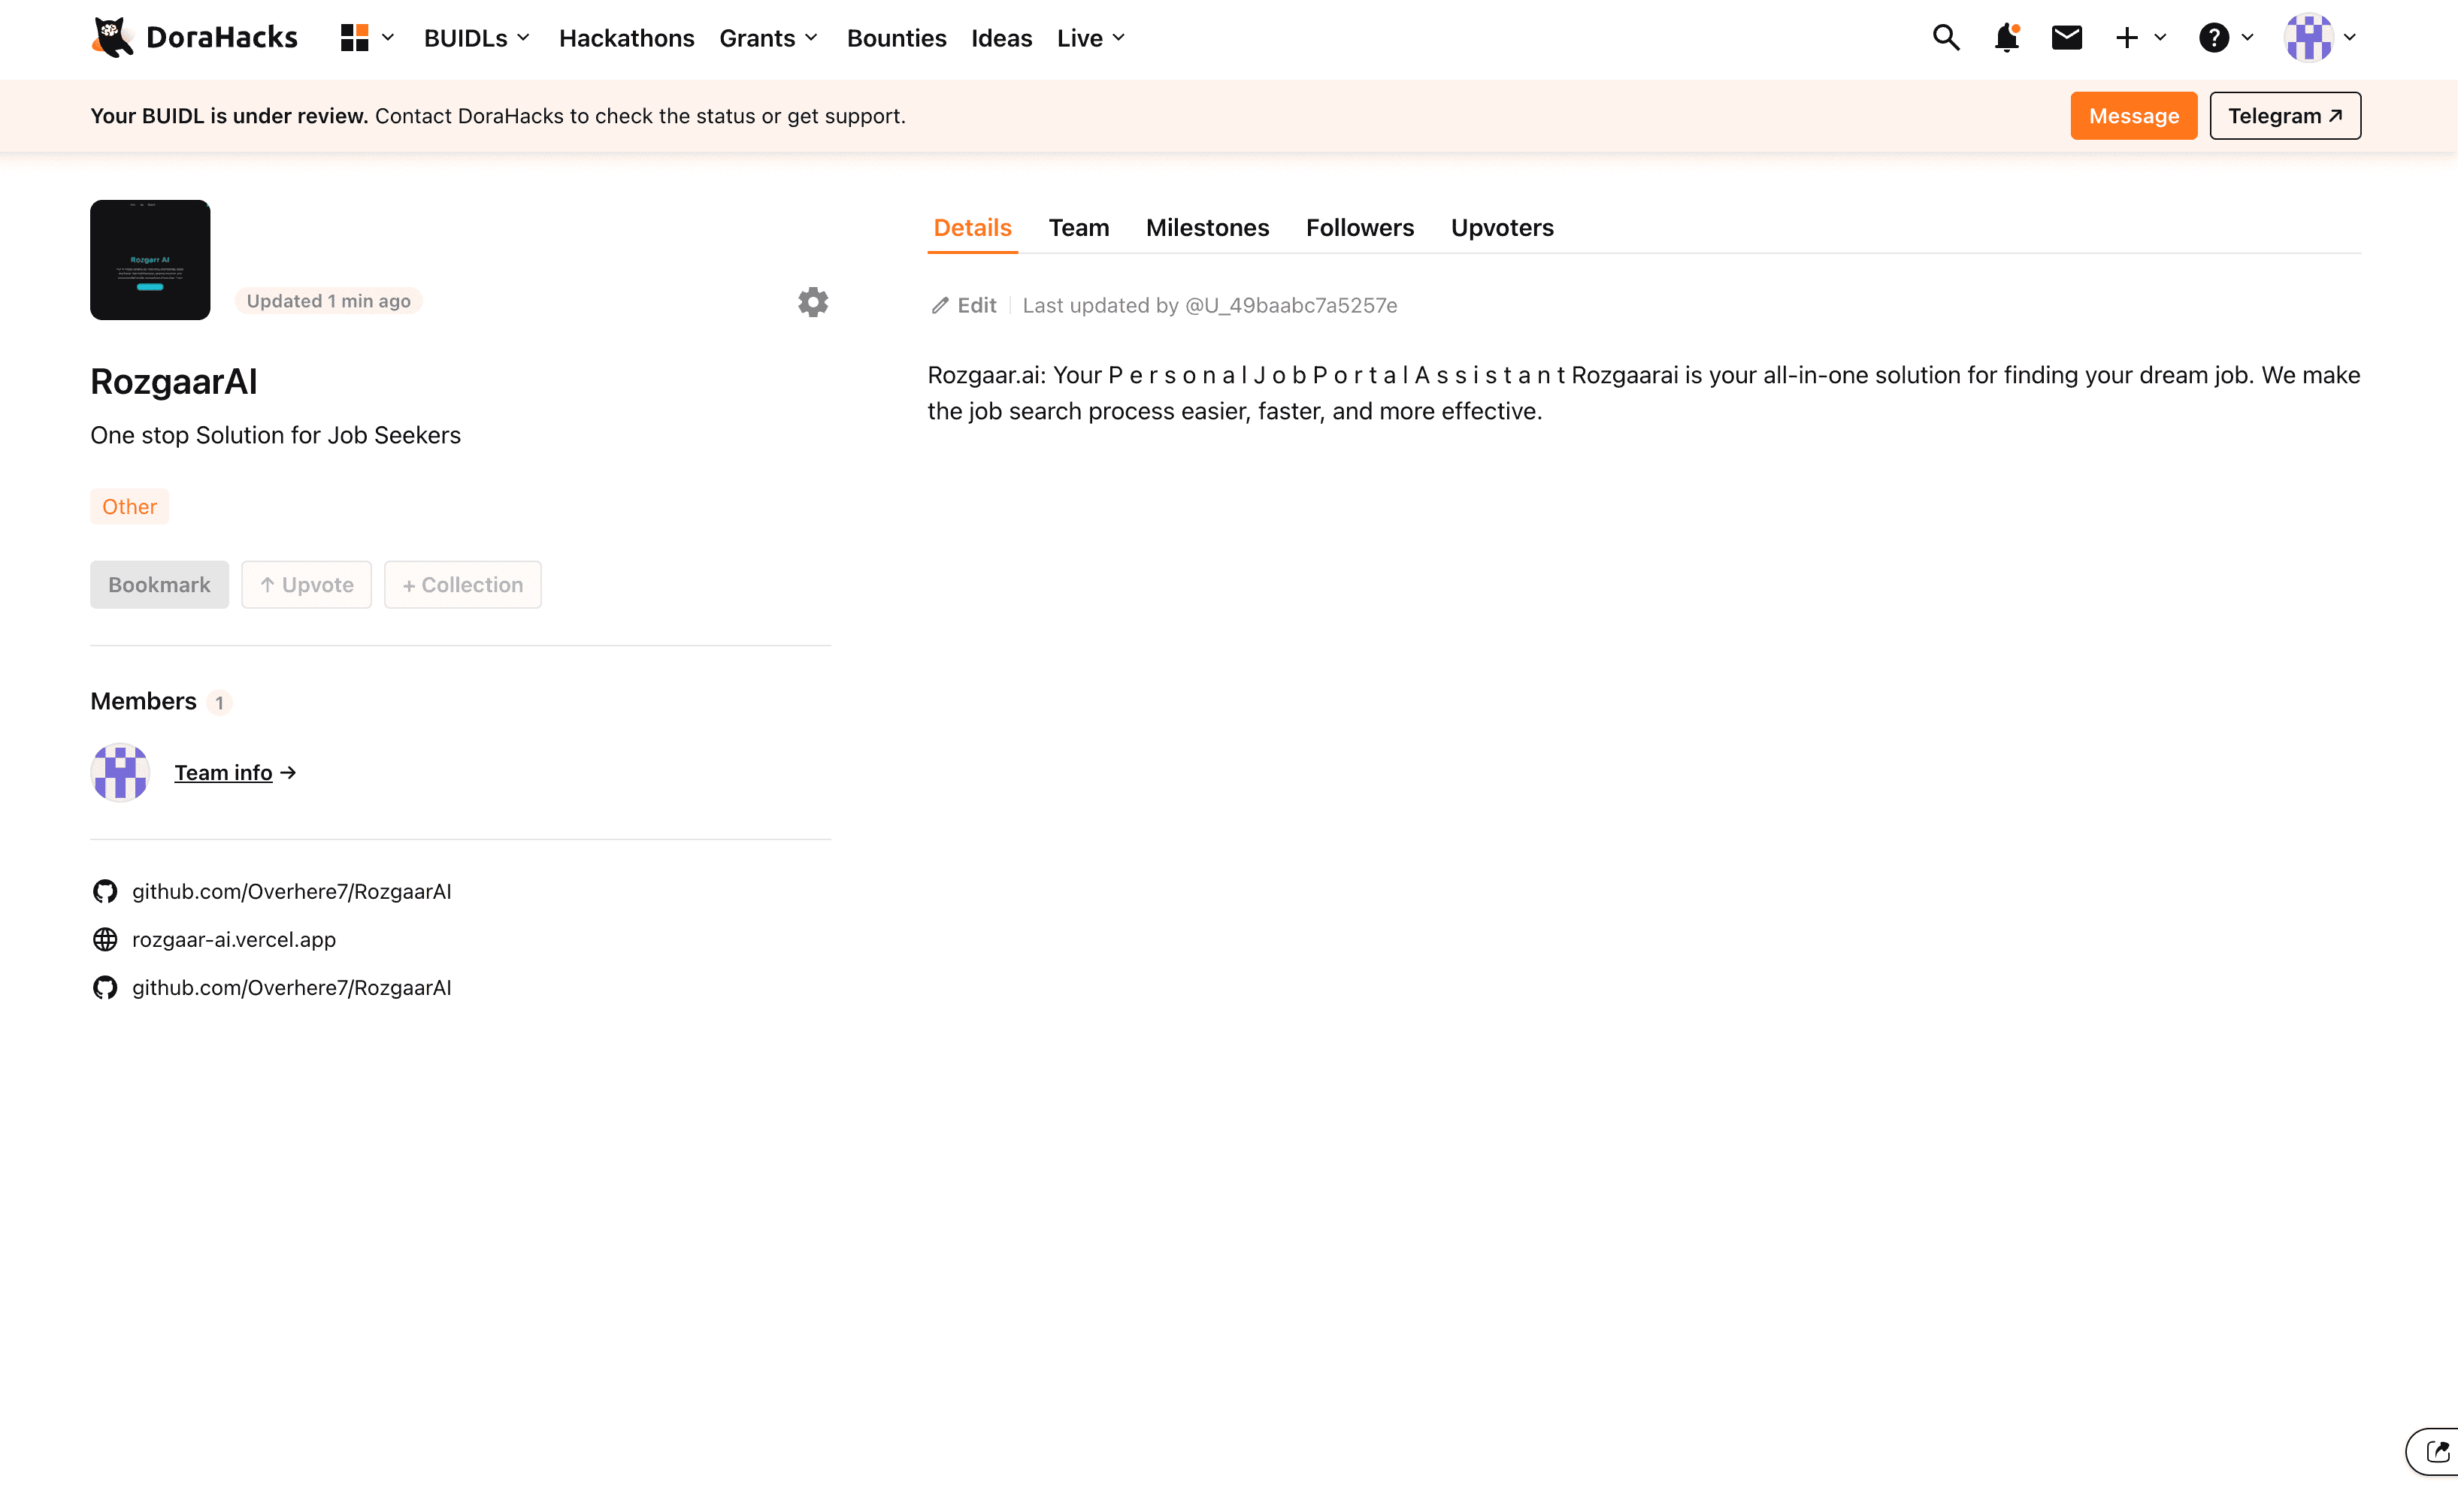 DoraHacks
BUIDLs
Hackathons
Grants
Bounties
Ideas
Live
Your BUIDL is under review. Contact DoraHacks to check the status or get support.
Message
Telegram
Rozgarr AI
Updated 1 min ago
RozgaarAI
One stop Solution for Job Seekers
Other
Bookmark
Upvote
+ Collection
Members 1
Team info
github.com/Overhere7/RozgaarAI
rozgaar-ai.vercel.app
github.com/Overhere7/RozgaarAI
Details
Team
Milestones
Followers
Upvoters
Edit
Last updated by @U_49baabc7a5257e
Rozgaar.ai: Your P e r s o n a l J o b P o r t a l A s s i s t a n t Rozgaarai is your all-in-one solution for finding your dream job. We make
the job search process easier, faster, and more effective.